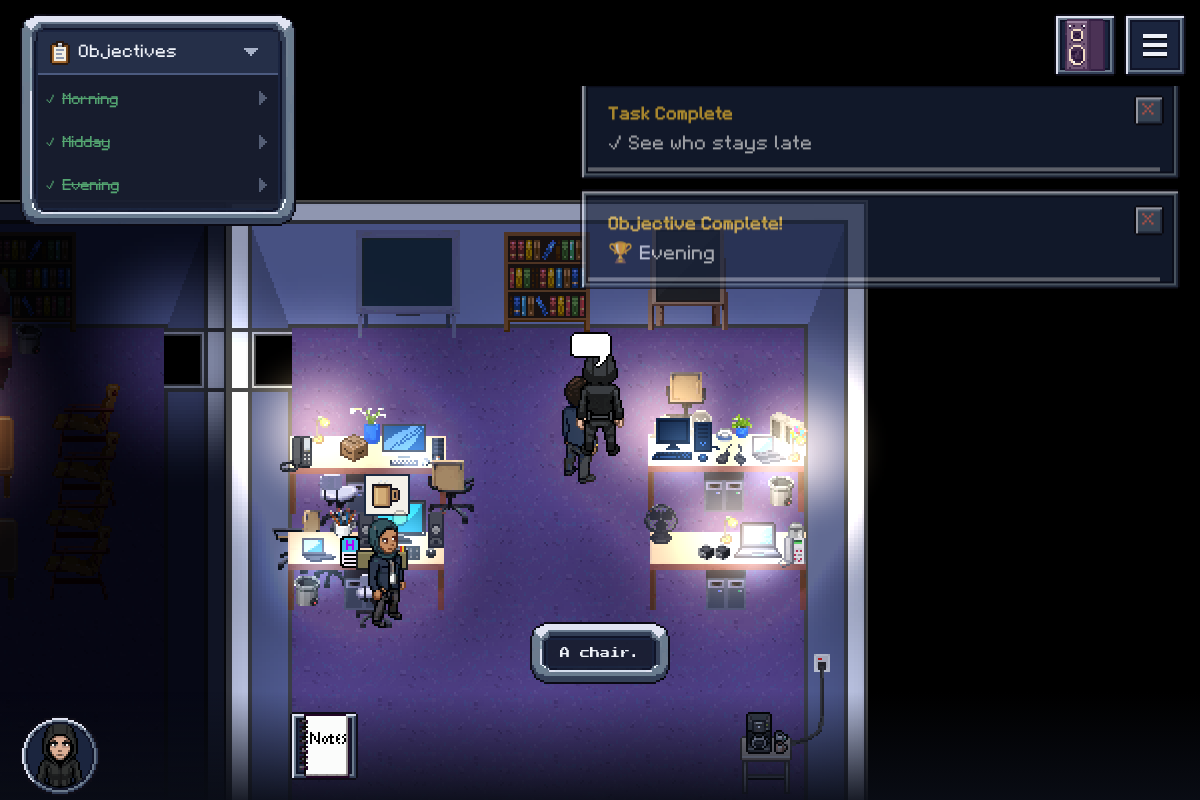 Objectives
✓ Morning
✓ Midday
✓ Evening
Task Complete
✓ See who stays late
Objective Complete!
Evening
H
A chair.
Notes